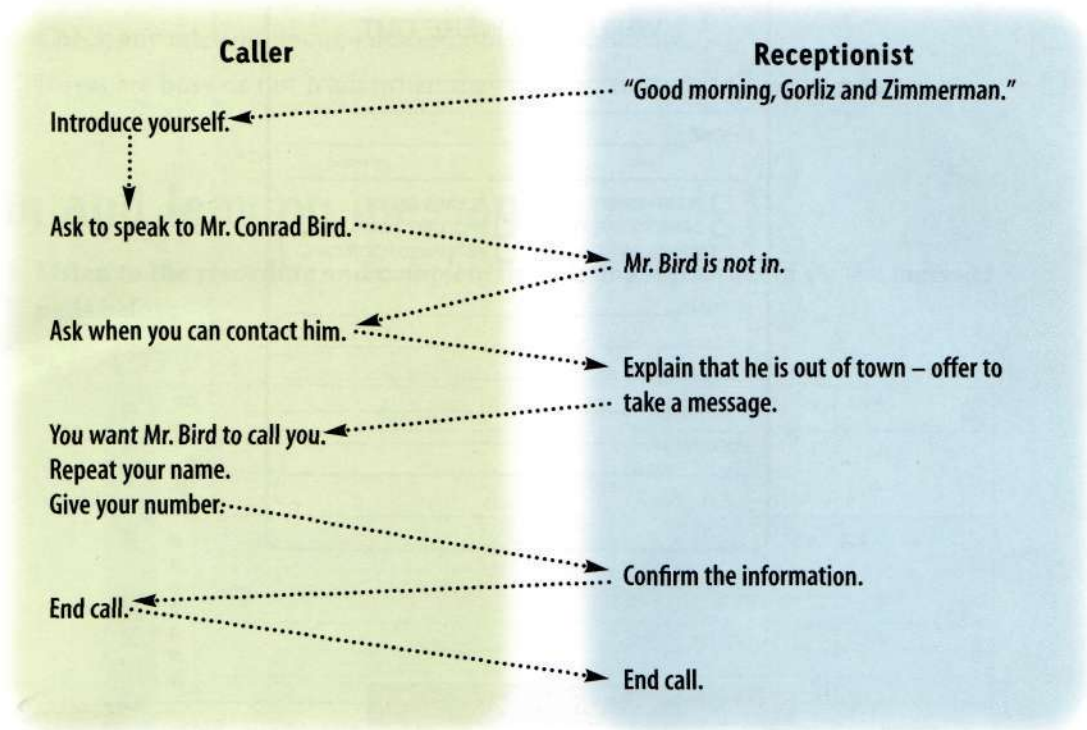 Caller
Receptionist
"Good morning, Gorliz and Zimmerman."
Introduce yourself.
Ask to speak to Mr. Conrad Bird.
Mr. Bird is not in.
Ask when you can contact him.
Explain that he is out of town – offer to
take a message.
You want Mr. Bird to call you.
Repeat your name.
Give your number.
Confirm the information.
End call.
End call.